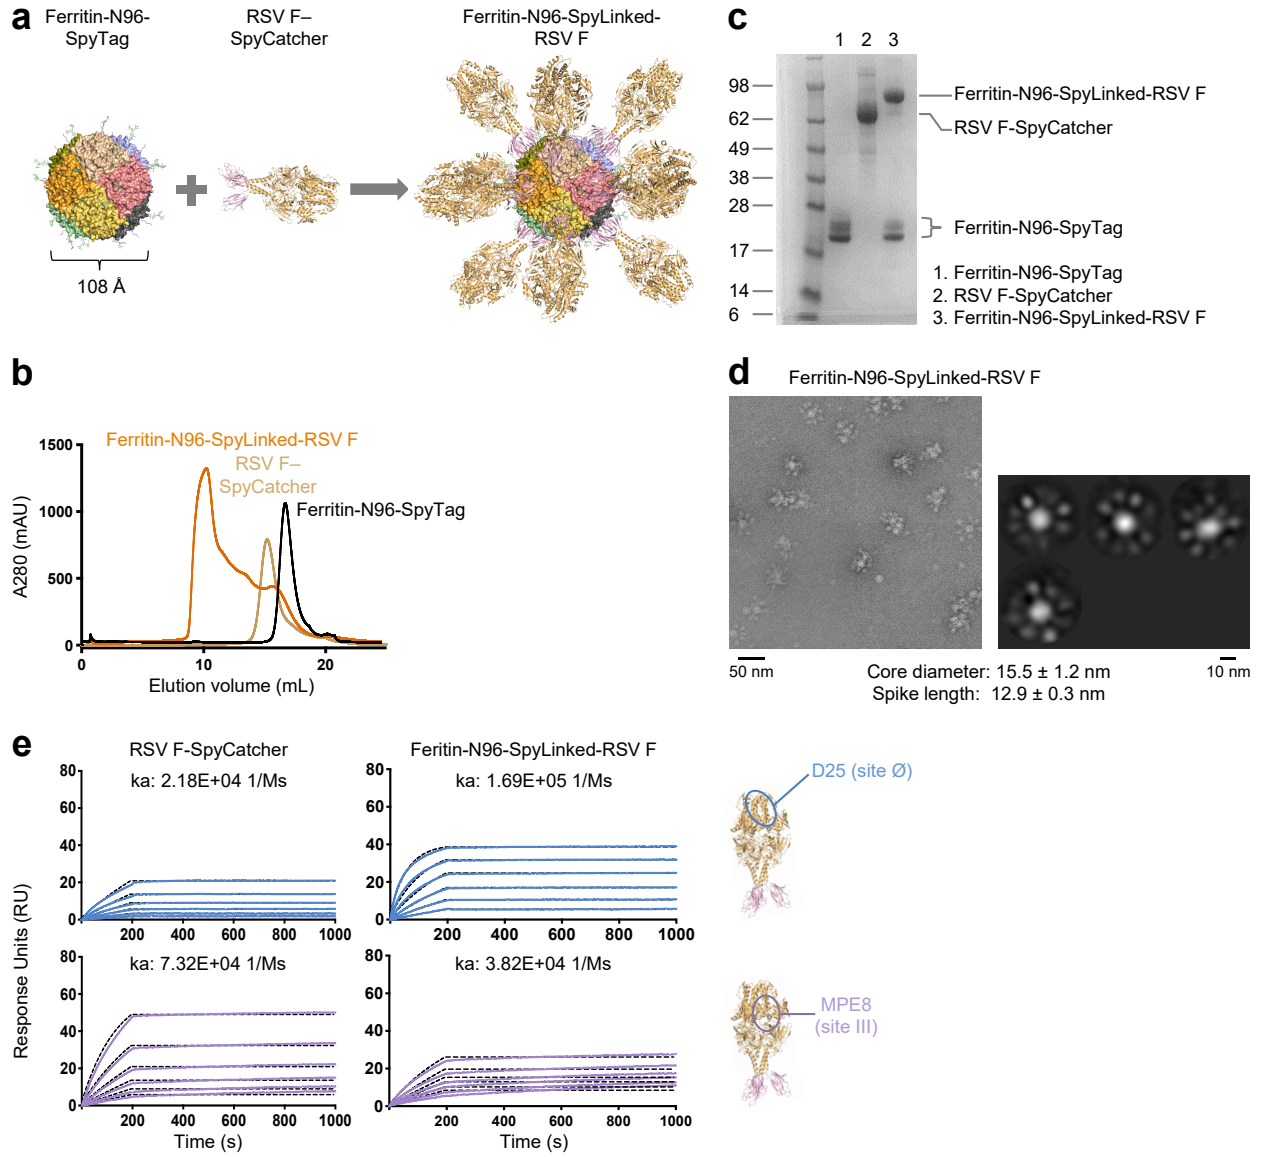 a
Ferritin-N96-
SpyTag
RSV F–
SpyCatcher
Ferritin-N96-SpyLinked-
RSV F
108 Å
b
1500
1000
500
0
0
10
20
A280 (mAU)
Elution volume (mL)
Ferritin-N96-SpyLinked-RSV F
RSV F–
SpyCatcher
Ferritin-N96-SpyTag
c
1 2 3
98
62
49
38
28
17
14
6
Ferritin-N96-SpyLinked-RSV F
RSV F-SpyCatcher
Ferritin-N96-SpyTag
1. Ferritin-N96-SpyTag
2. RSV F-SpyCatcher
3. Ferritin-N96-SpyLinked-RSV F
d
Ferritin-N96-SpyLinked-RSV F
50 nm
10 nm
Core diameter: 15.5 ± 1.2 nm
Spike length: 12.9 ± 0.3 nm
e
RSV F-SpyCatcher
Feritin-N96-SpyLinked-RSV F
Response Units (RU)
80
60
40
20
0
ka: 2.18E+04 1/Ms
200 400 600 800 1000
80
60
40
20
0
ka: 1.69E+05 1/Ms
200 400 600 800 1000
D25 (site Ø)
80
60
40
20
0
ka: 7.32E+04 1/Ms
200 400 600 800 1000
Time (s)
80
60
40
20
0
ka: 3.82E+04 1/Ms
200 400 600 800 1000
Time (s)
MPE8
(site III)